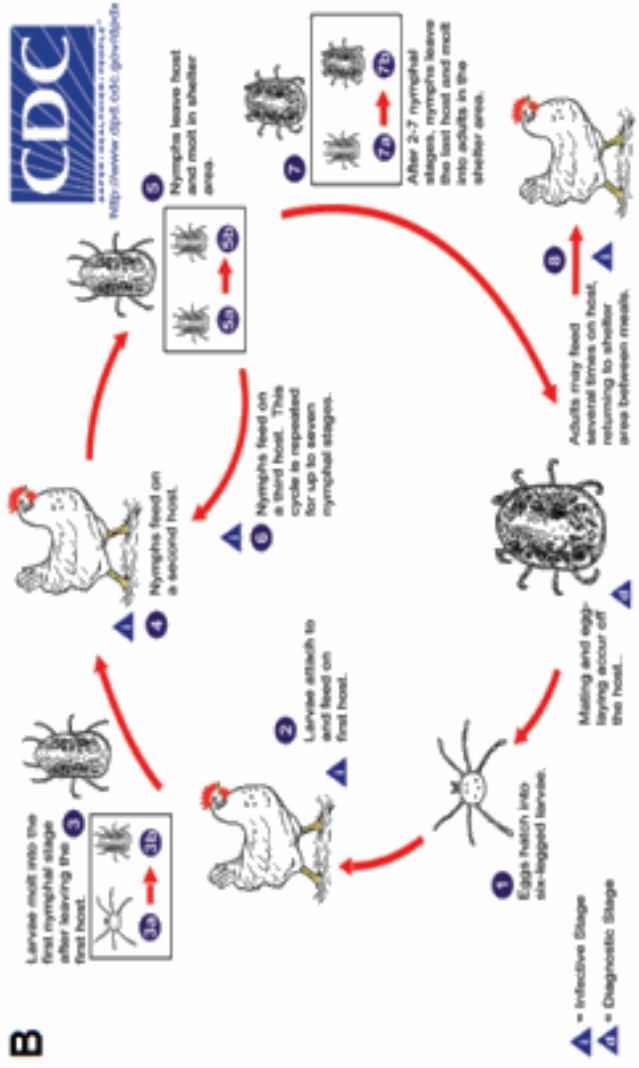 B
CDC
SAFER•HEALTHIER•PEOPLE™
http://www.dpd.cdc.gov/dpdx
Larvae molt into the
first nymphal stage
after leaving the
first host.
3
3a
3b
4
Nymphs feed on
a second host.
i
5
Nymphs leave host
and molt in shelter
area.
5a
5b
i
6
Nymphs feed on
a third host. This
cycle is repeated
for up to seven
nymphal stages.
7
7a
7b
After 2-7 nymphal
stages, nymphs leave
the last host and molt
into adults in the
shelter area.
2
Larvae attach to
and feed on
first host.
i
1
Eggs hatch into
six-legged larvae.
8
i
Adults may feed
several times on host,
returning to shelter
area between meals.
d
Mating and egg-
laying accur off
the host.
i = Infective Stage
d = Diagnostic Stage